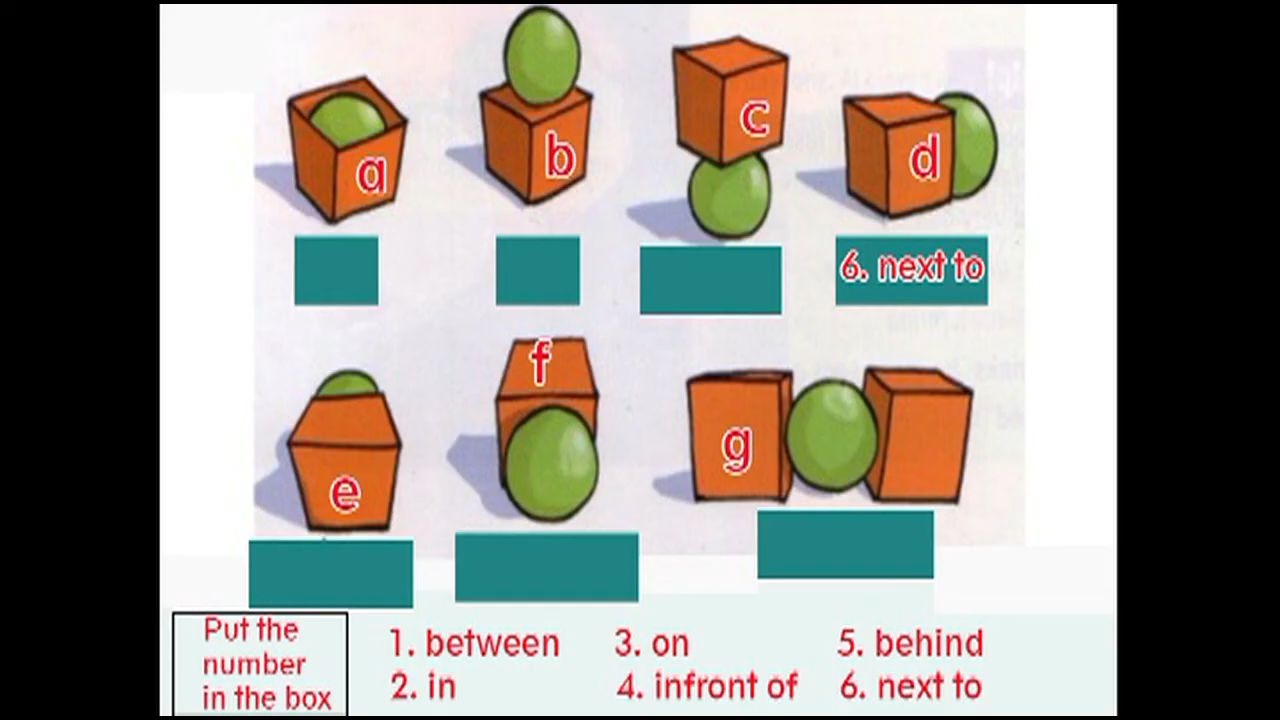 a
b
c
d
6. next to
e
f
g
Put the
number
in the box
1. between
3. on
5. behind
2. in
4. infront of
6. next to